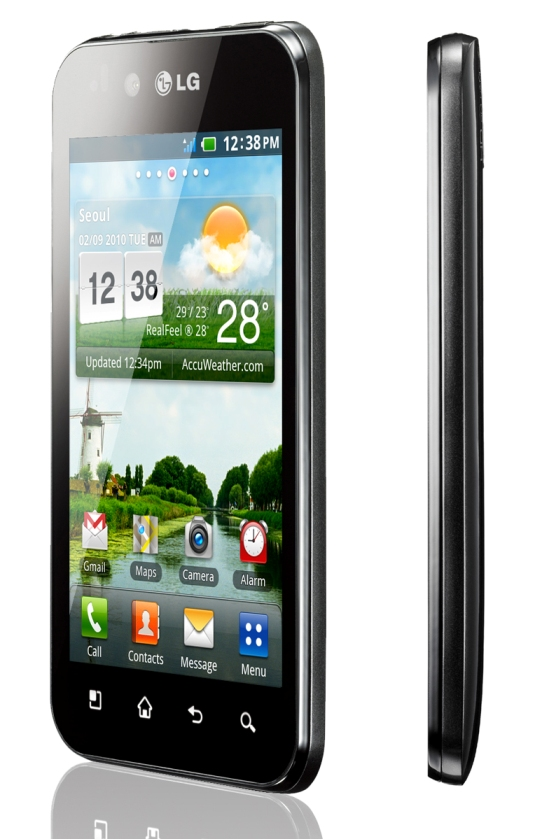 LG
12:38 PM
Seoul
02/09 2010 TUE AM
12 38
29 / 23°
RealFeel ® 28°
28°
Updated 12:34pm
AccuWeather.com
Gmail
Maps
Camera
Alarm
Call
Contacts
Message
Menu